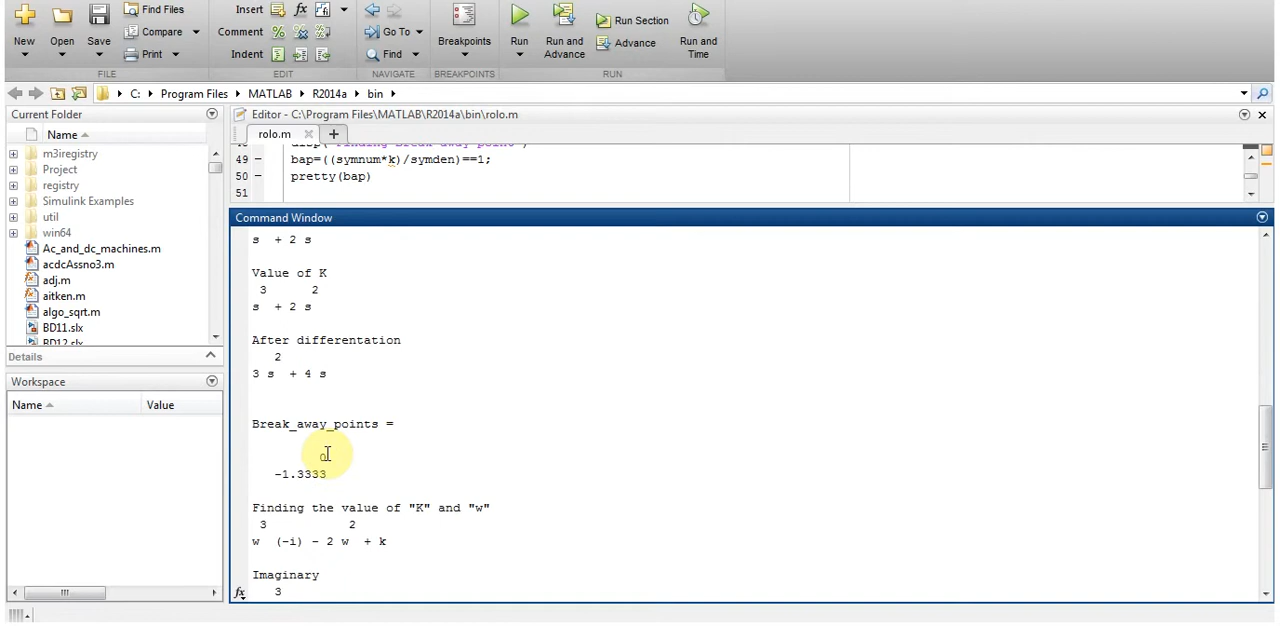 Find Files
Insert
fx
New
Open
Save
Compare
Comment
Go To
Breakpoints
Run
Run and
Advance
Run Section
Advance
Run and
Time
Print
Indent
Find
FILE
EDIT
NAVIGATE
BREAKPOINTS
RUN
C: Program Files MATLAB R2014a bin
Current Folder
Name
m3iregistry
Project
registry
Simulink Examples
util
win64
Ac_and_dc_machines.m
acdcAssno3.m
adj.m
aitken.m
algo_sqrt.m
BD11.slx
BD12.slx
Details
Workspace
Name Value
Editor - C:\Program Files\MATLAB\R2014a\bin\rolo.m
rolo.m
49 - bap=((symnum*k)/symden)==1;
50 - pretty(bap)
51
Command Window
s + 2 s
Value of K
3 2
s + 2 s
After differentation
2
3 s + 4 s
Break_away_points =
0
-1.3333
Finding the value of "K" and "w"
3 2
w (-i) - 2 w + k
Imaginary
3
fx